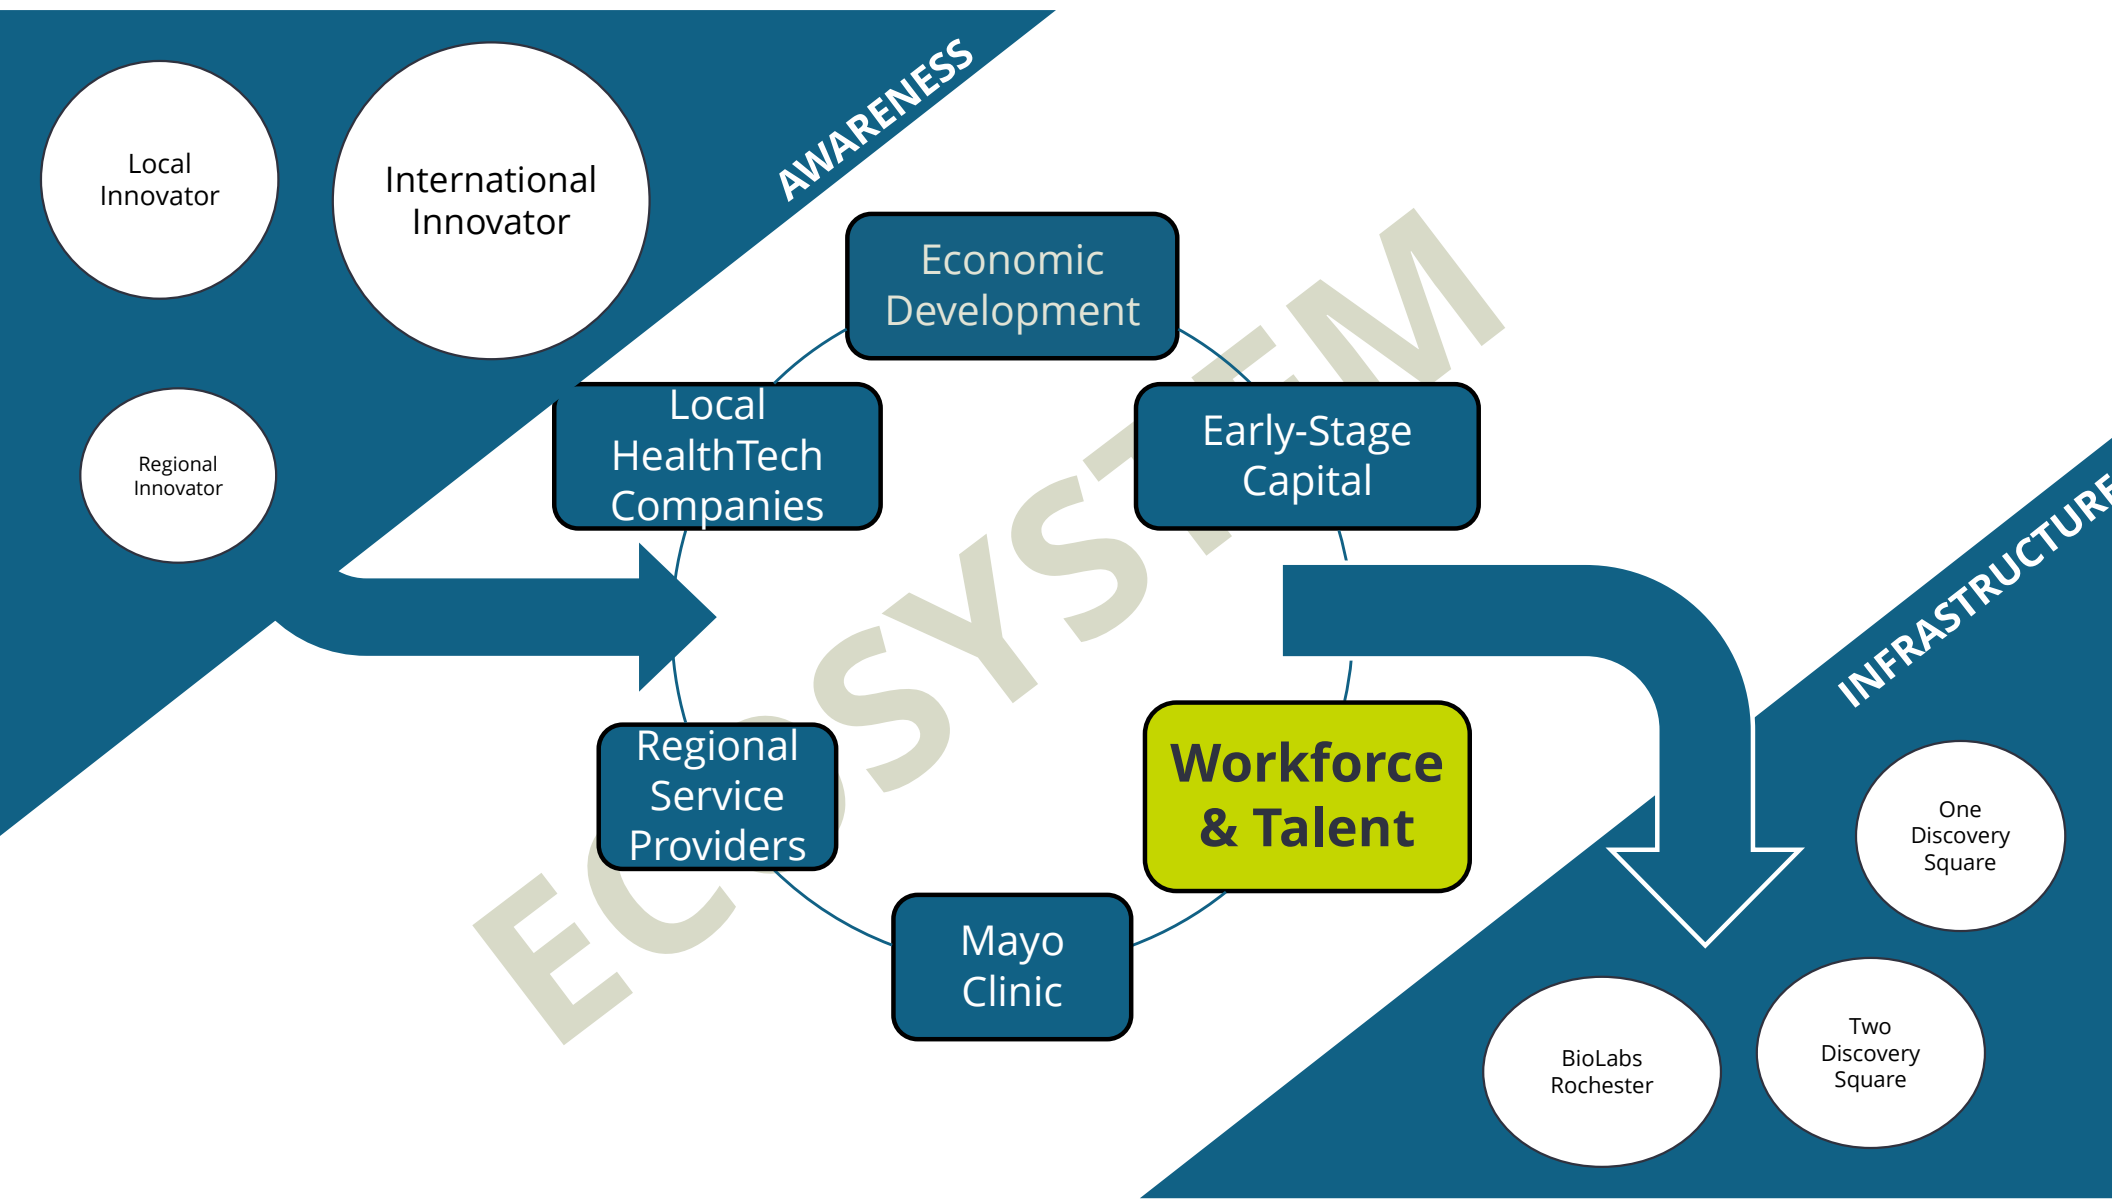 AWARENESS
Local
Innovator
International
Innovator
Regional
Innovator
ECOSYSTEM
Economic
Development
Local
HealthTech
Companies
Early-Stage
Capital
Regional
Service
Providers
Workforce
& Talent
Mayo
Clinic
INFRASTRUCTURE
One
Discovery
Square
Two
Discovery
Square
BioLabs
Rochester